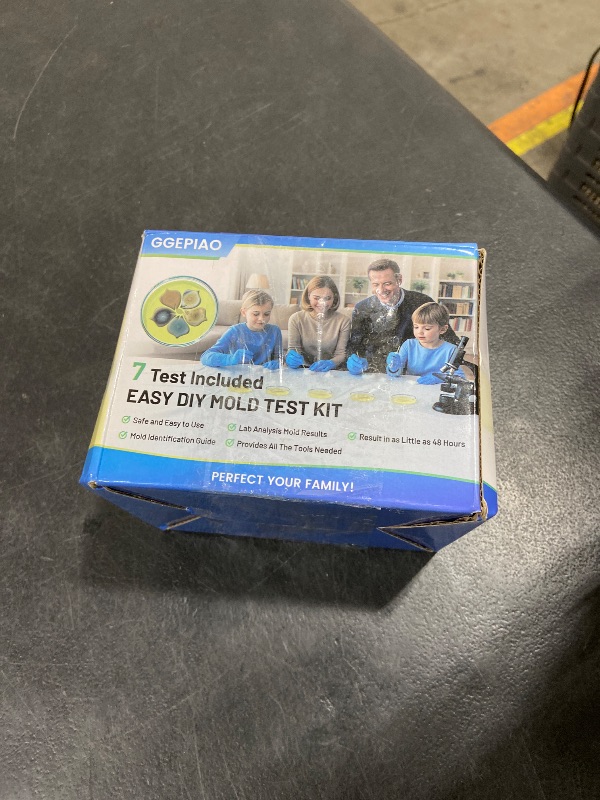 GGEPIAO
7 Test Included
EASY DIY MOLD TEST KIT
Safe and Easy to Use
Lab Analysis Mold Results
Result in as Little as 48 Hours
Mold Identification Guide
Provides All The Tools Needed
PERFECT YOUR FAMILY!